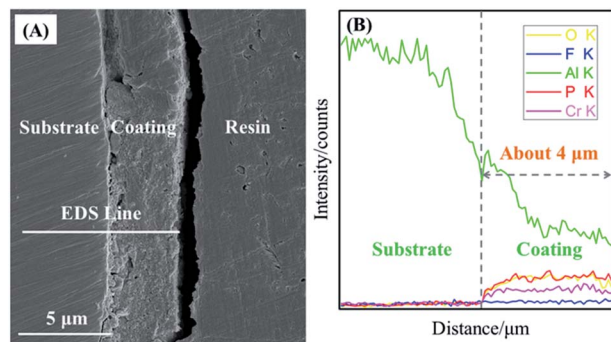 (A)
Substrate
Coating
Resin
EDS Line
5 μm
(B)
O K
F K
Al K
P K
Cr K
About 4 μm
Substrate
Coating
Intensity/counts
Distance/μm